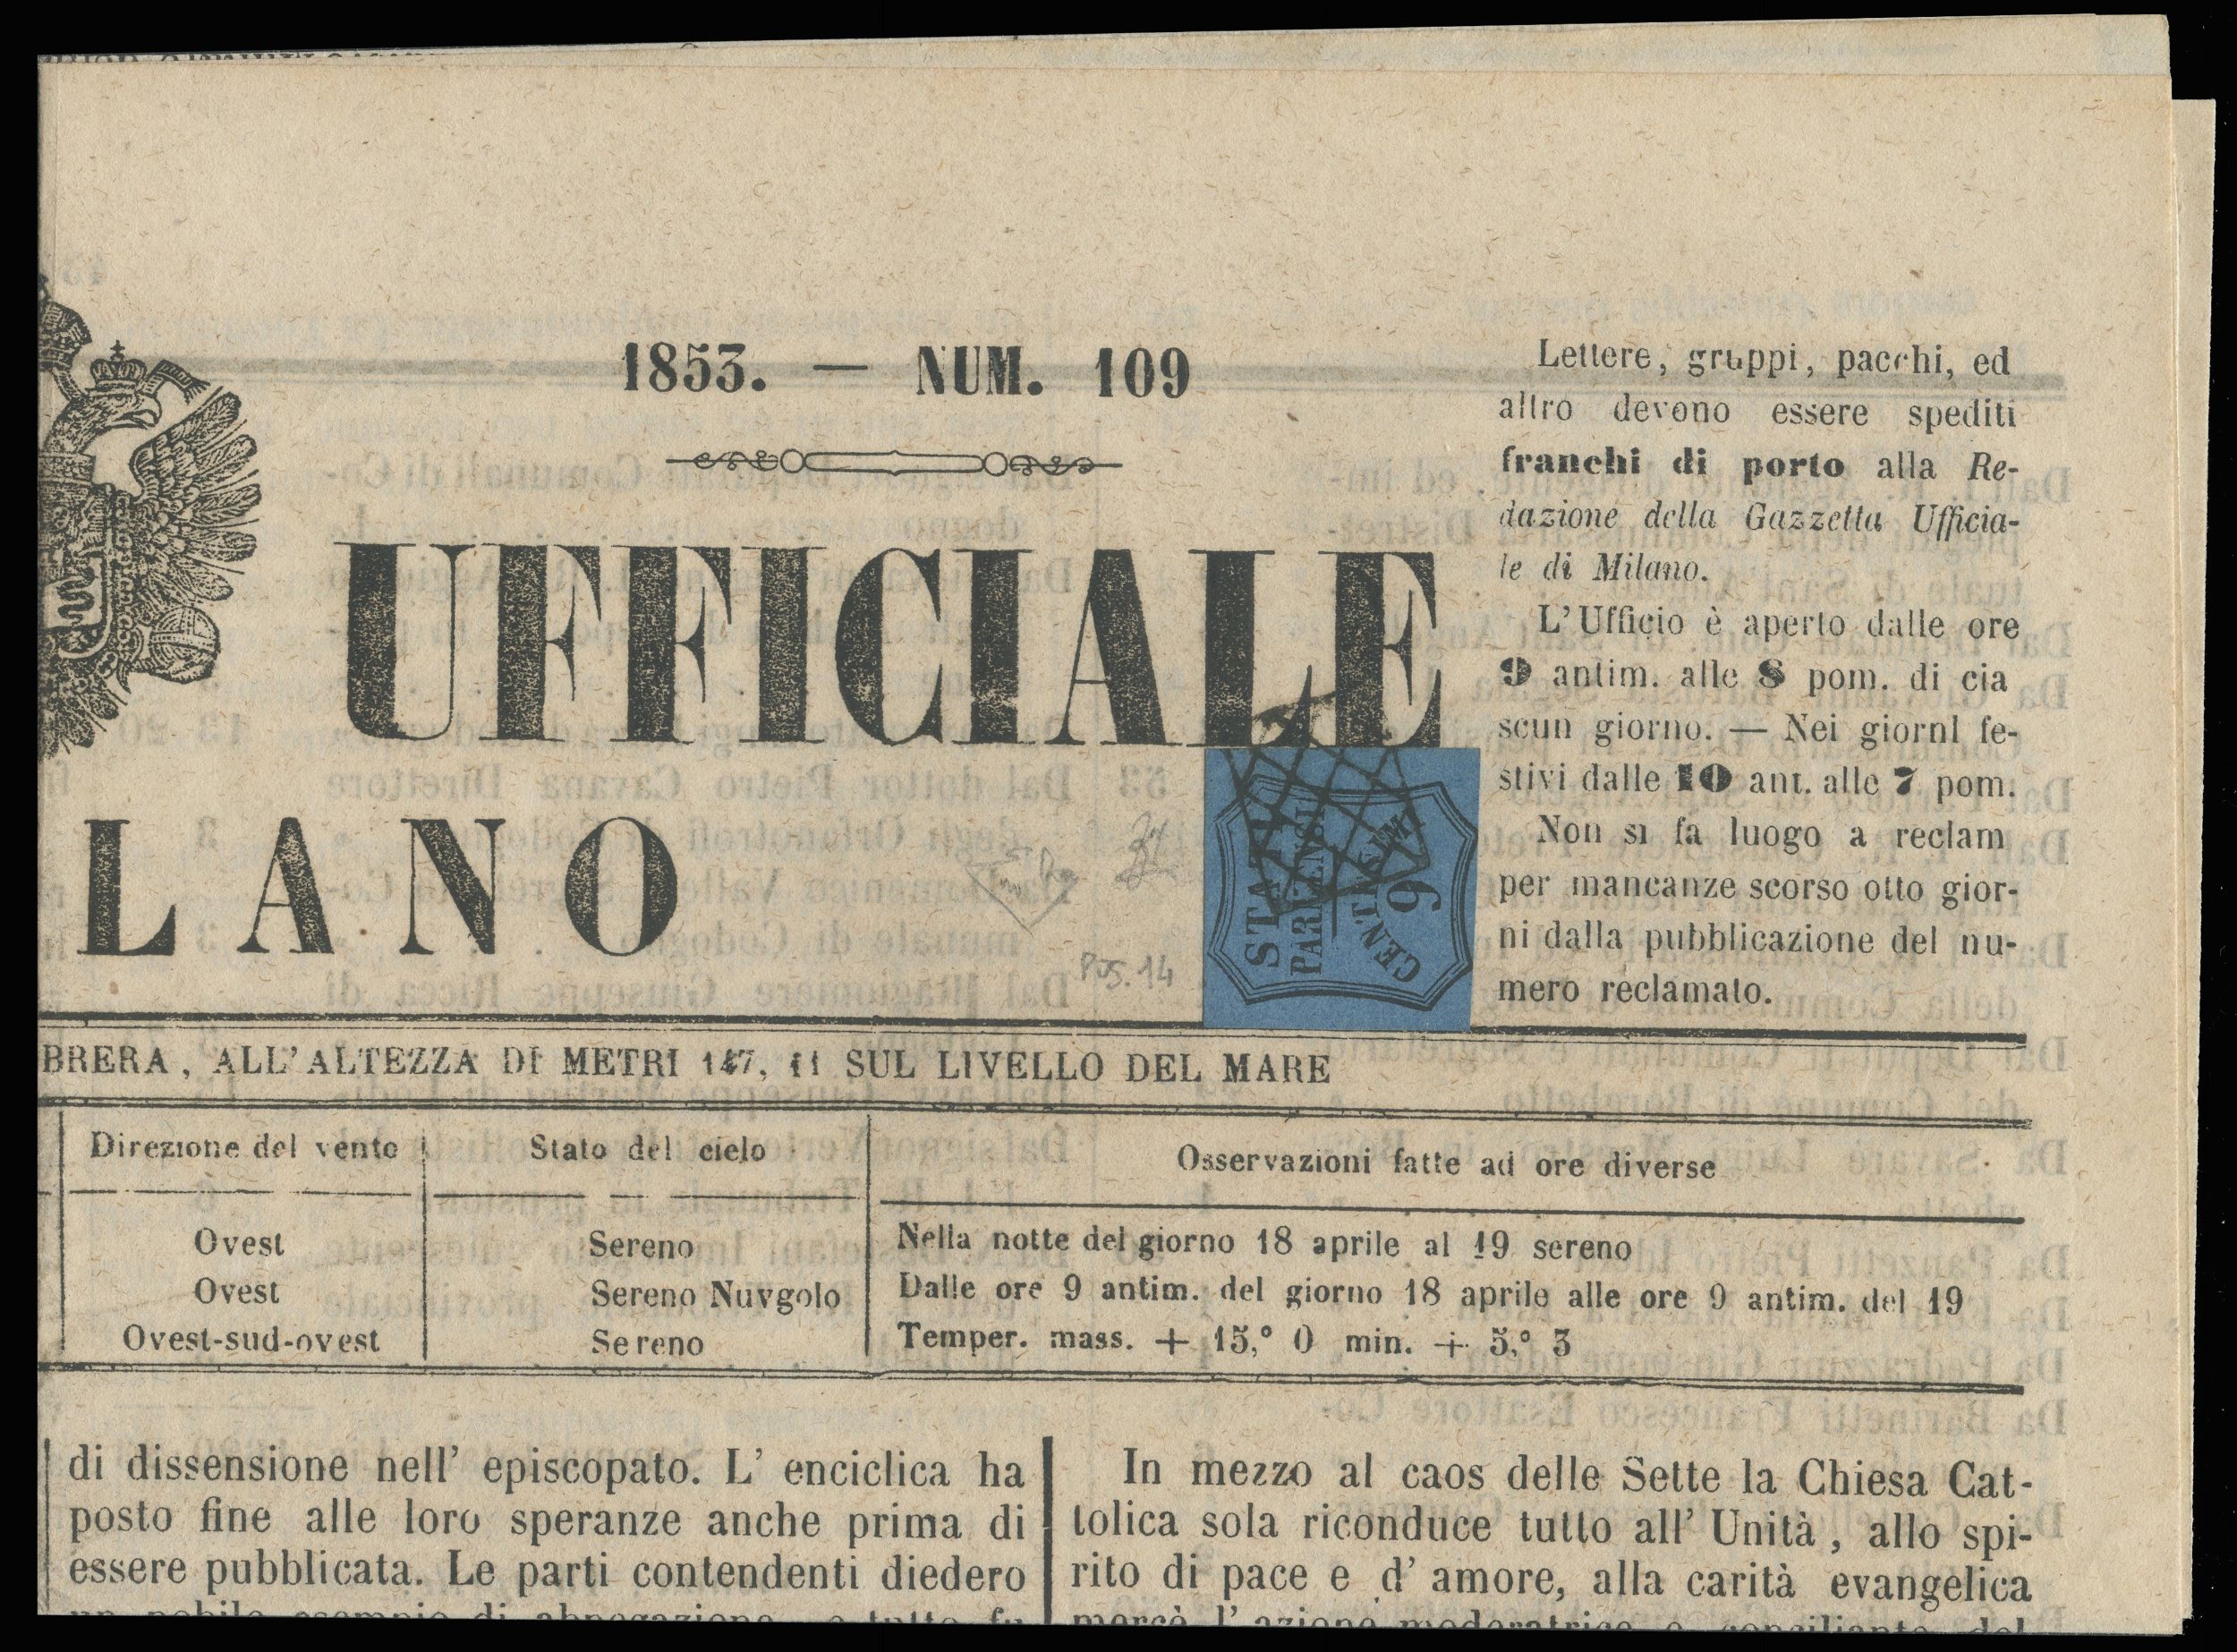 1853. — NUM. 109
UFFICIALE
LANO
Lettere, gruppi, pacchi, ed
altro devono essere spediti
franchi di porto alla Re-
dazione della Gazzetta Ufficia-
le di Milano.
L'Ufficio è aperto dalle ore
9 antim. alle 8 pom. di cia
scun giorno. — Nei giornl fe-
stivi dalle 10 ant. alle 7 pom.
Non si fa luogo a reclam
per mancanze scorso otto gior-
ni dalla pubblicazione del nu-
mero reclamato.
STATI
PARMENSI
CENTESIMI
9
Pos. 14
BRERA, ALL'ALTEZZA DI METRI 147, 11 SUL LIVELLO DEL MARE
Direzione del vento Stato del cielo Osservazioni fatte ad ore diverse
Ovest Sereno Nella notte del giorno 18 aprile al 19 sereno
Ovest Sereno Nuvgolo Dalle ore 9 antim. del giorno 18 aprile alle ore 9 antim. del 19
Ovest-sud-ovest Sereno Temper. mass. + 15,° 0 min. + 5,° 3
di dissensione nell' episcopato. L' enciclica ha
posto fine alle loro speranze anche prima di
essere pubblicata. Le parti contendenti diedero
In mezzo al caos delle Sette la Chiesa Cat-
tolica sola riconduce tutto all' Unità, allo spi-
rito di pace e d' amore, alla carità evangelica